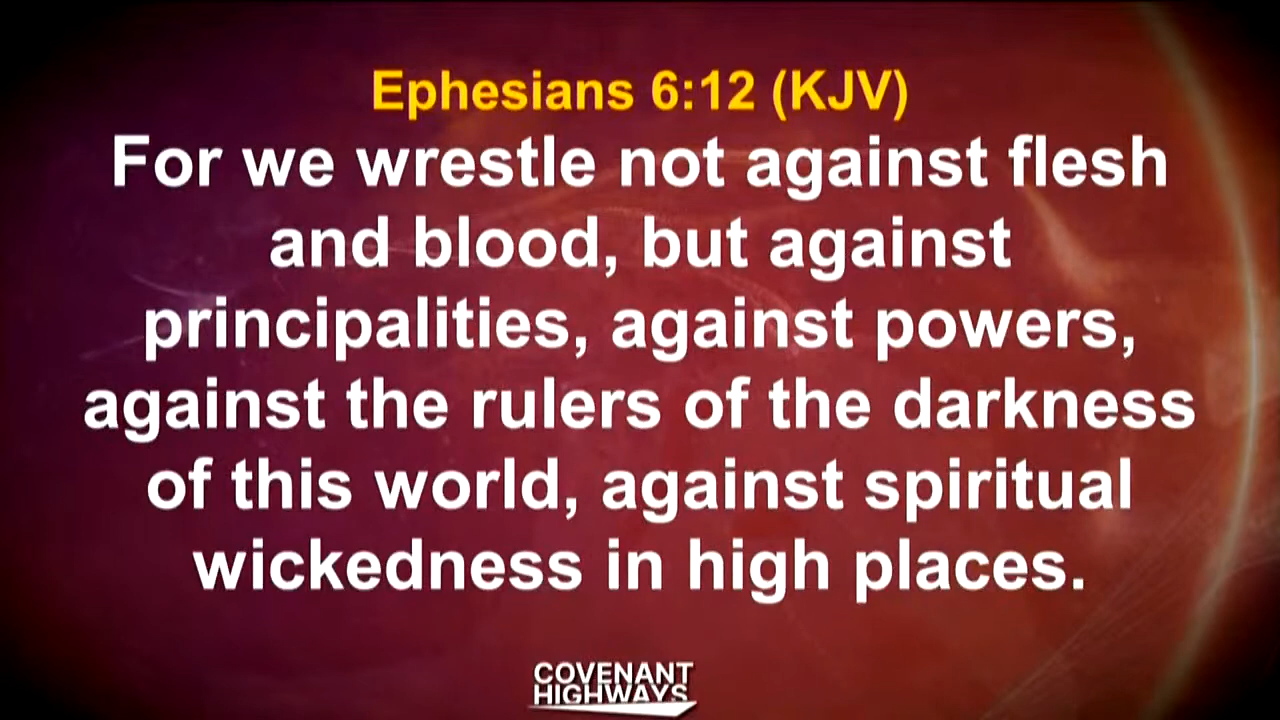 Ephesians 6:12 (KJV)
For we wrestle not against flesh
and blood, but against
principalities, against powers,
against the rulers of the darkness
of this world, against spiritual
wickedness in high places.
COVENANT
HIGHWAYS